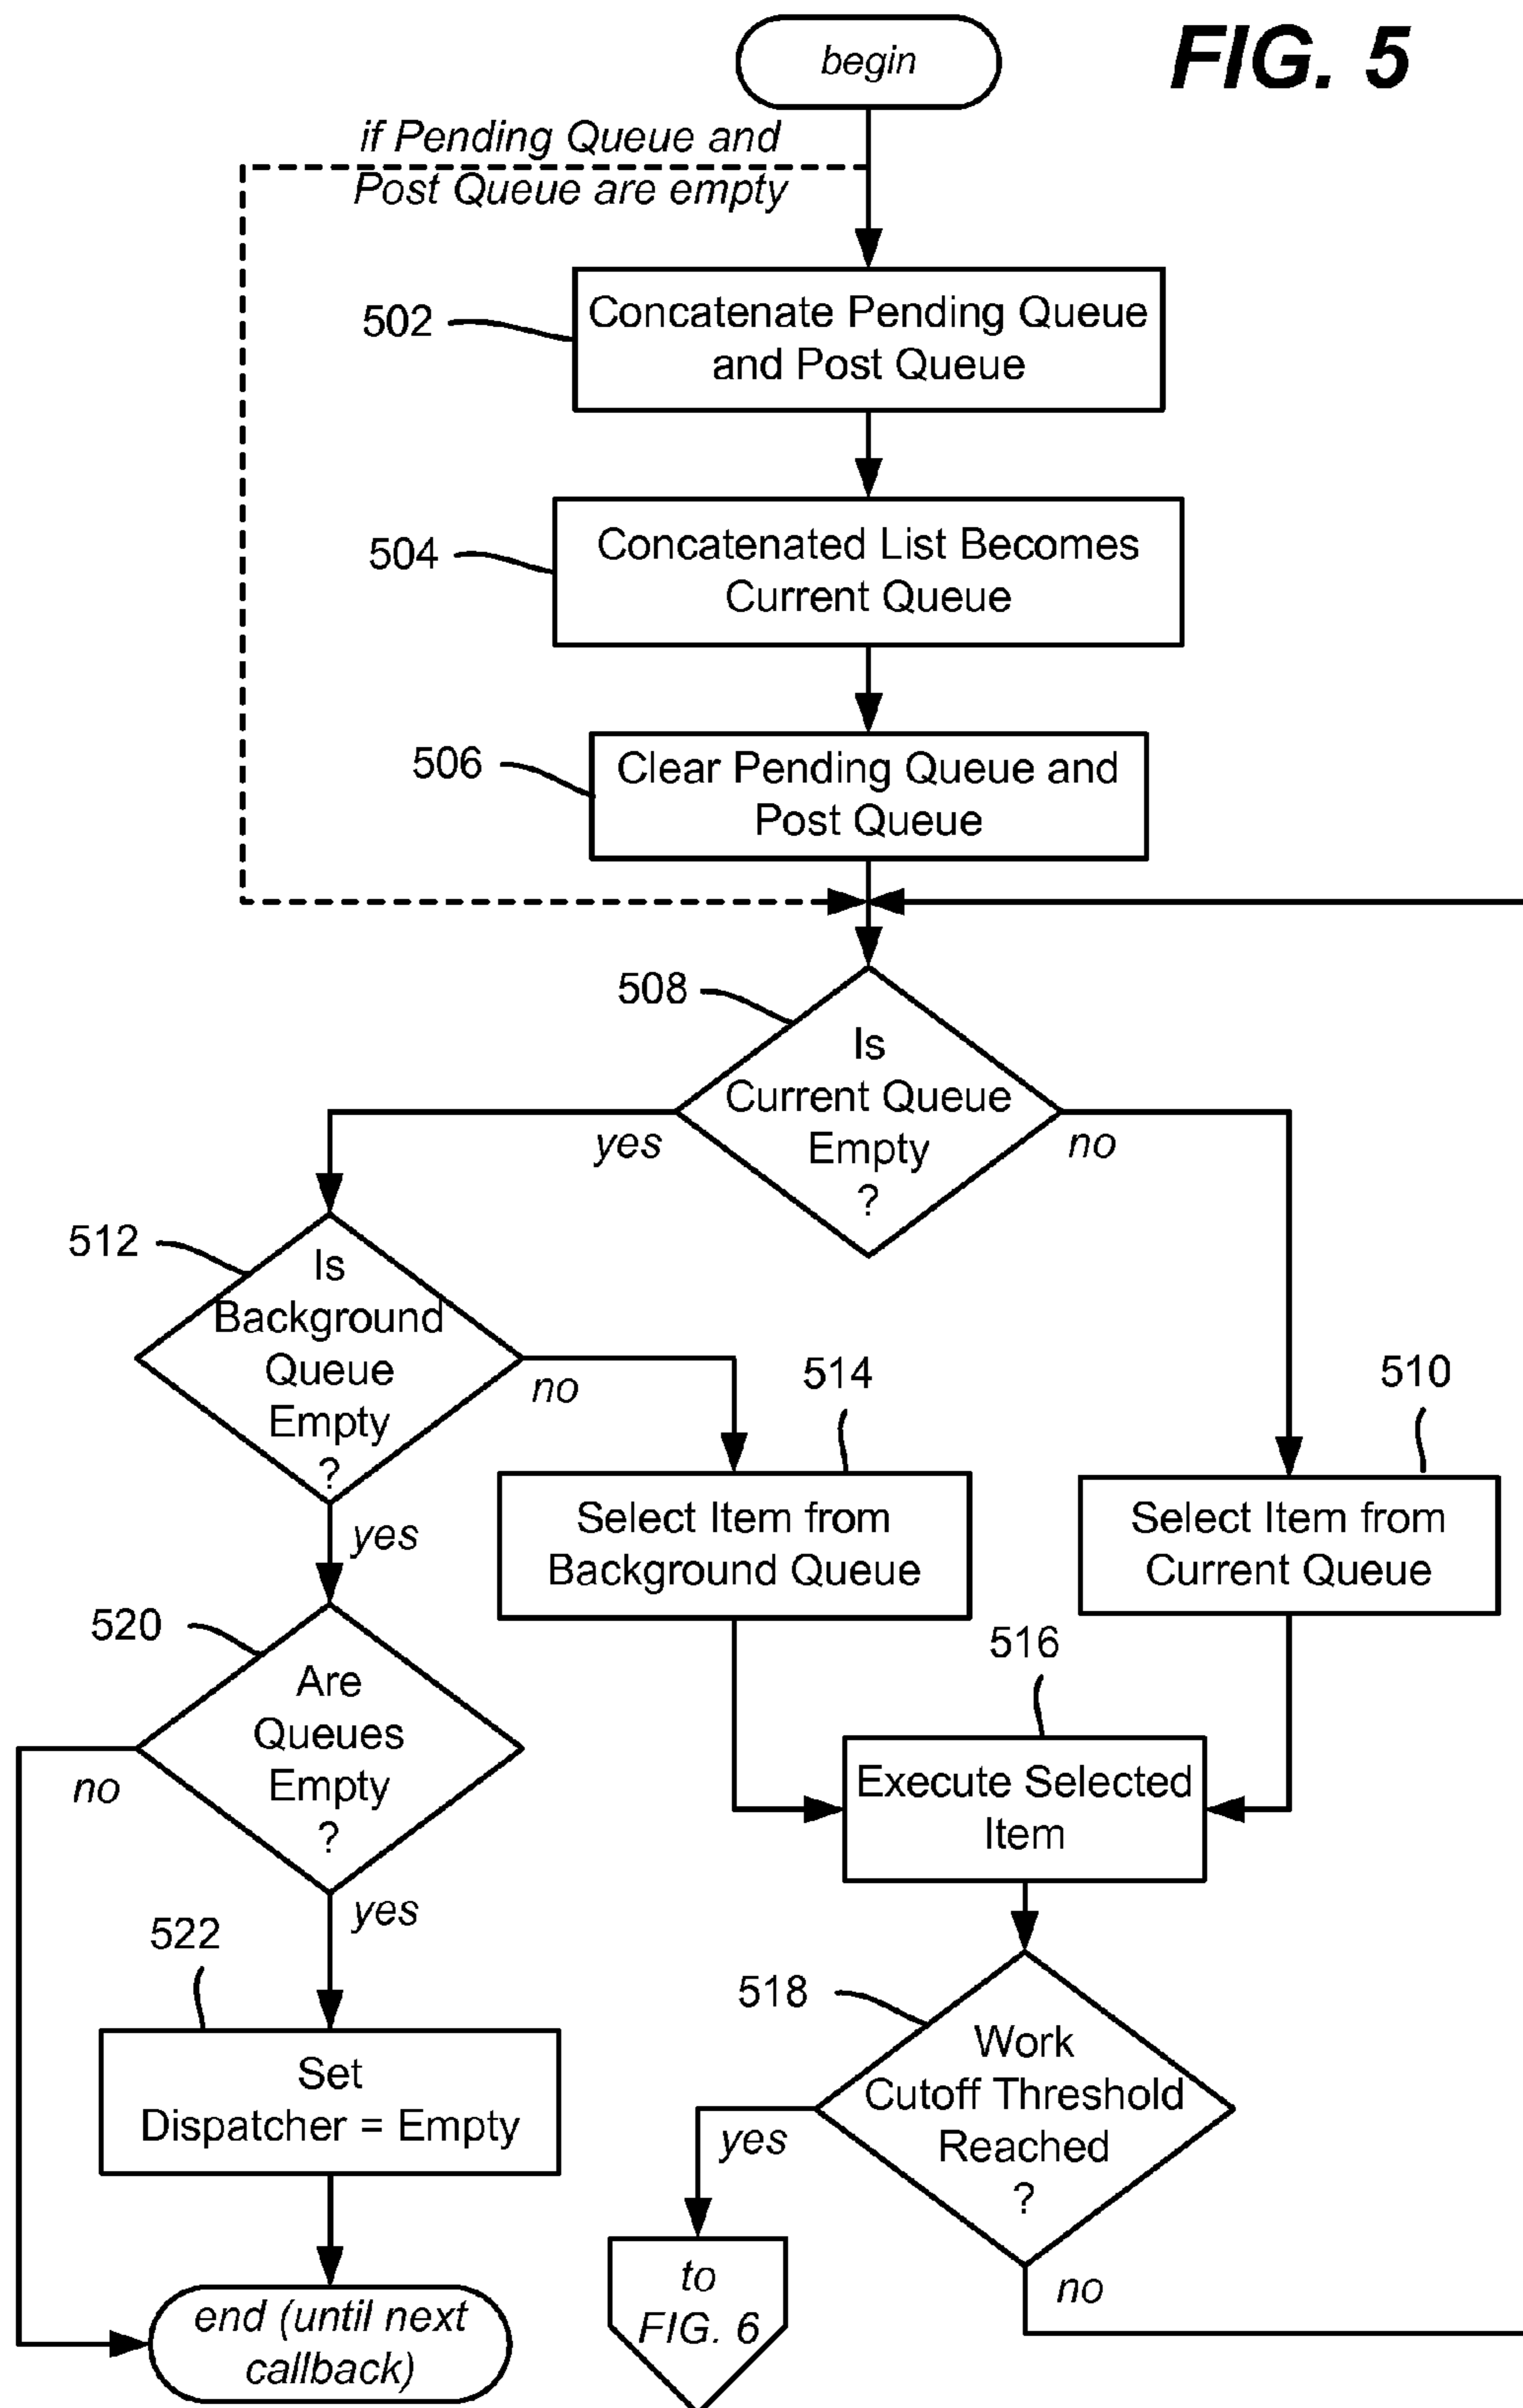 FIG. 5
begin
if Pending Queue and
Post Queue are empty
502
Concatenate Pending Queue
and Post Queue
504
Concatenated List Becomes
Current Queue
506
Clear Pending Queue and
Post Queue
508
Is
Current Queue
Empty
?
yes
no
512
Is
Background
Queue
Empty
?
no
yes
514
Select Item from
Background Queue
510
Select Item from
Current Queue
520
Are
Queues
Empty
?
no
yes
516
Execute Selected
Item
522
Set
Dispatcher = Empty
518
Work
Cutoff Threshold
Reached
?
yes
no
to
FIG. 6
end (until next
callback)